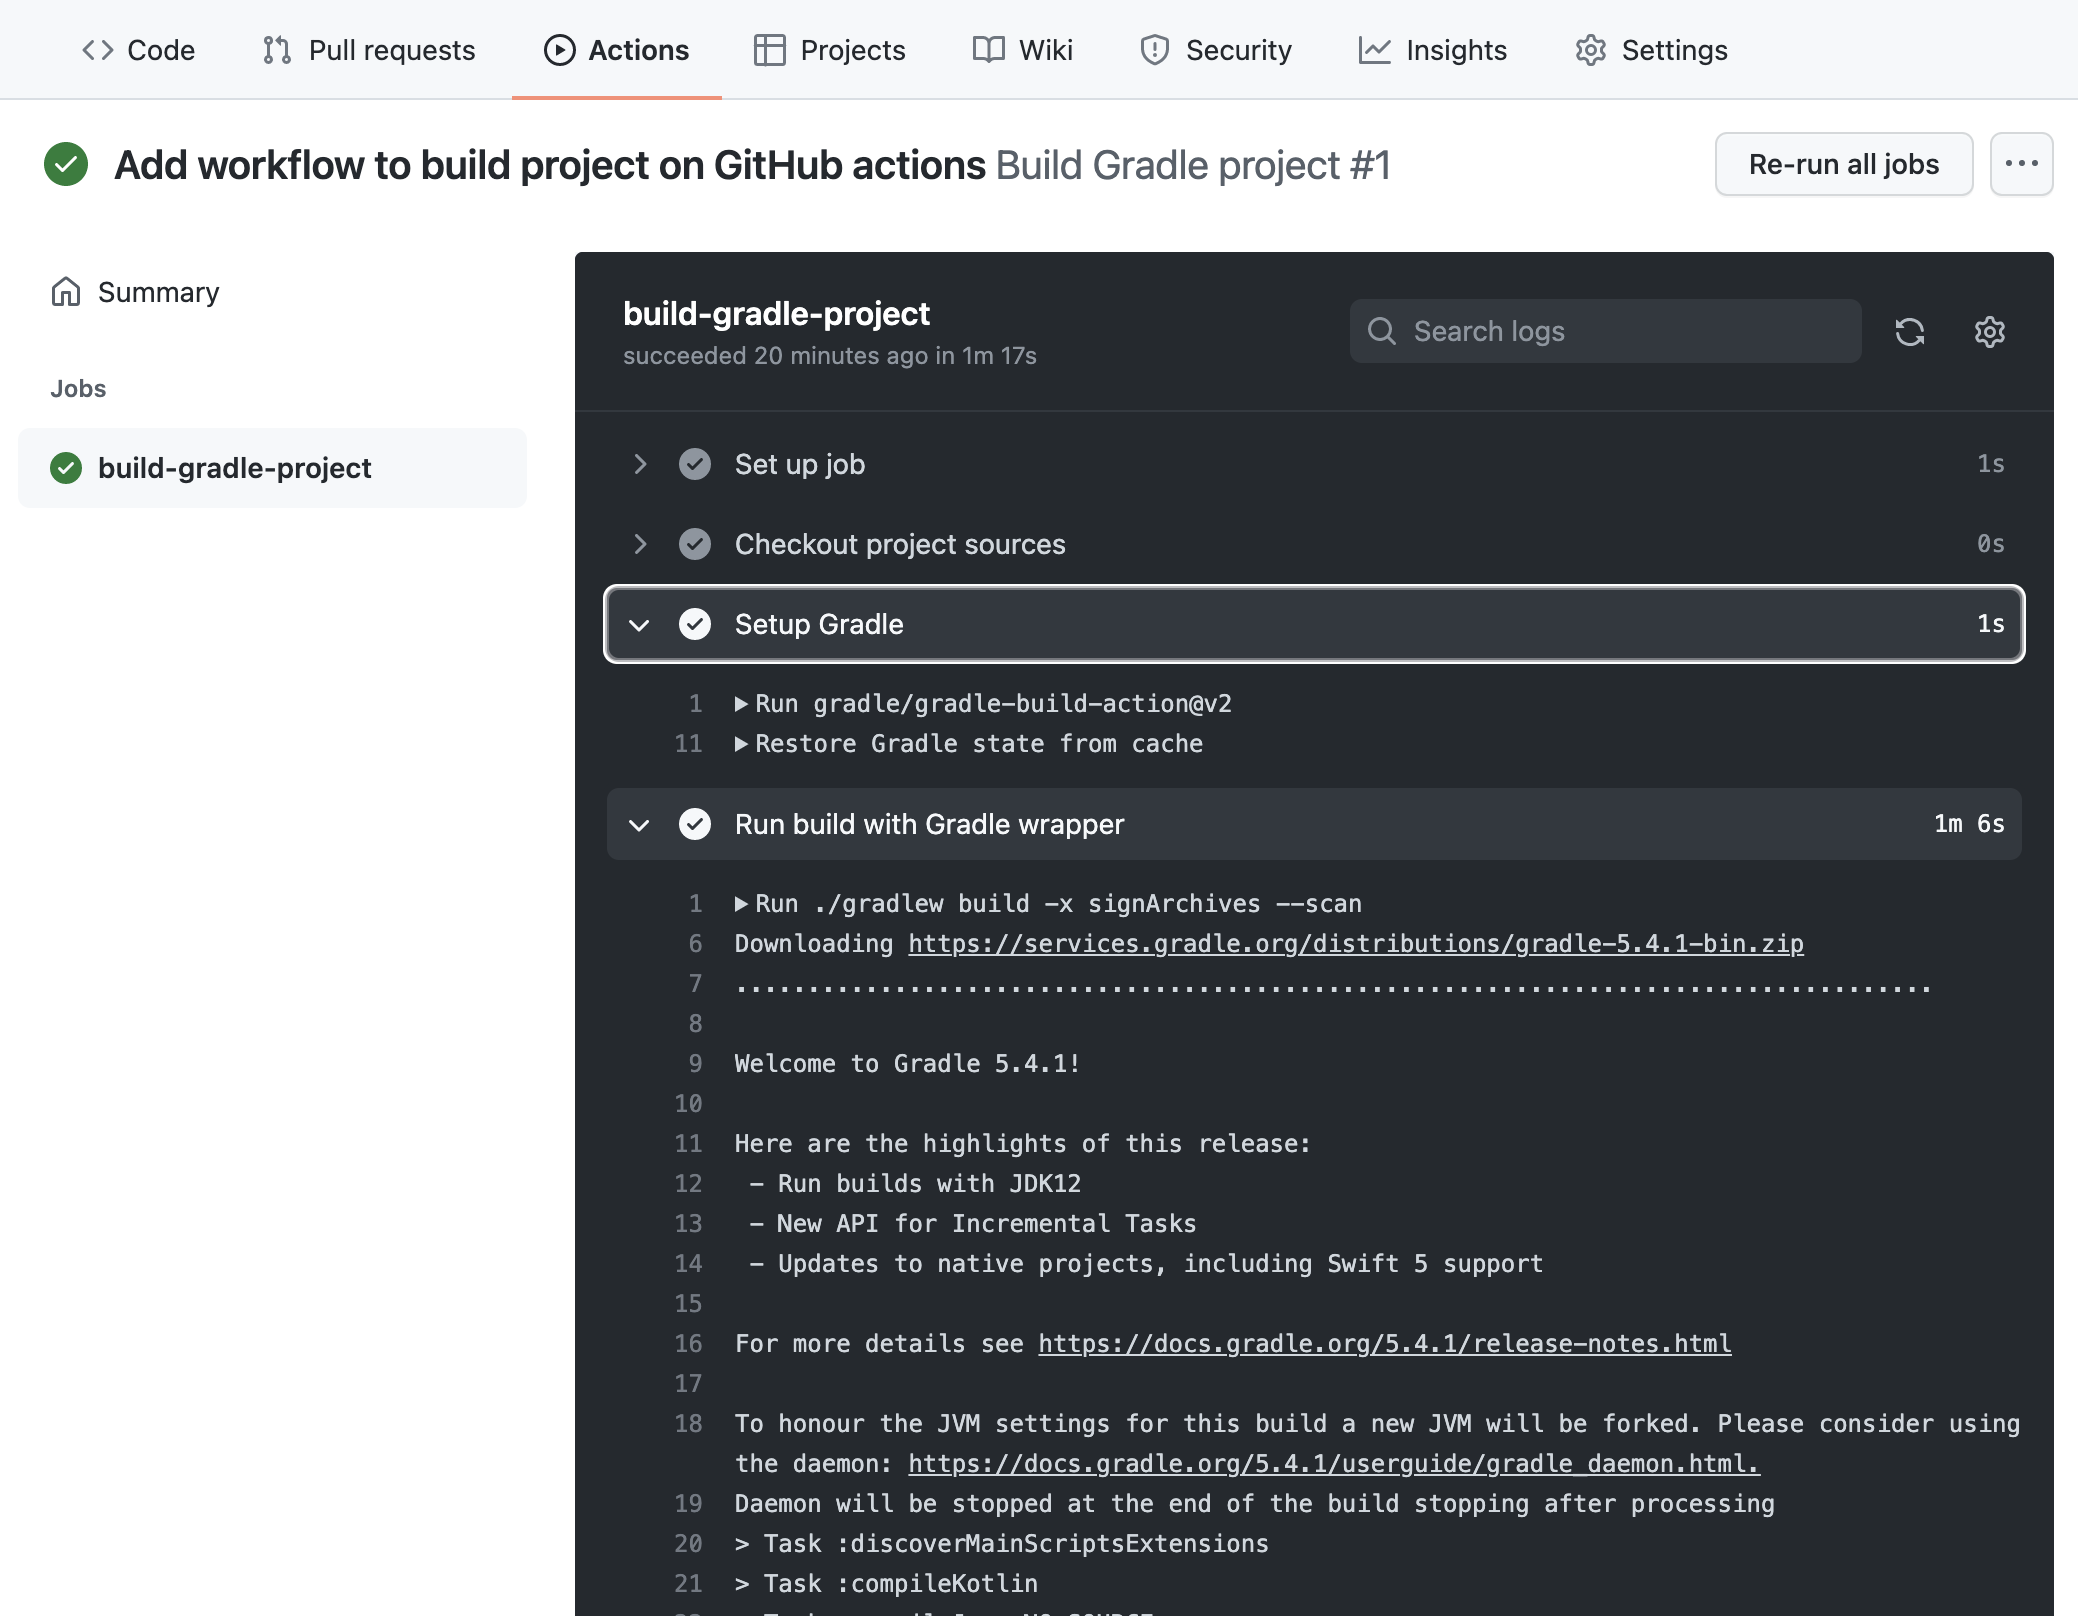 Code Pull requests Actions Projects Wiki Security Insights Settings
Add workflow to build project on GitHub actions Build Gradle project #1
Re-run all jobs
Summary
Jobs
build-gradle-project
build-gradle-project
succeeded 20 minutes ago in 1m 17s
Search logs
Set up job 1s
Checkout project sources 0s
Setup Gradle 1s
1 Run gradle/gradle-build-action@v2
11 Restore Gradle state from cache
Run build with Gradle wrapper 1m 6s
1 Run ./gradlew build -x signArchives --scan
6 Downloading https://services.gradle.org/distributions/gradle-5.4.1-bin.zip
7 ...................................................................................
8
9 Welcome to Gradle 5.4.1!
10
11 Here are the highlights of this release:
12 - Run builds with JDK12
13 - New API for Incremental Tasks
14 - Updates to native projects, including Swift 5 support
15
16 For more details see https://docs.gradle.org/5.4.1/release-notes.html
17
18 To honour the JVM settings for this build a new JVM will be forked. Please consider using
the daemon: https://docs.gradle.org/5.4.1/userguide/gradle_daemon.html.
19 Daemon will be stopped at the end of the build stopping after processing
20 > Task :discoverMainScriptsExtensions
21 > Task :compileKotlin